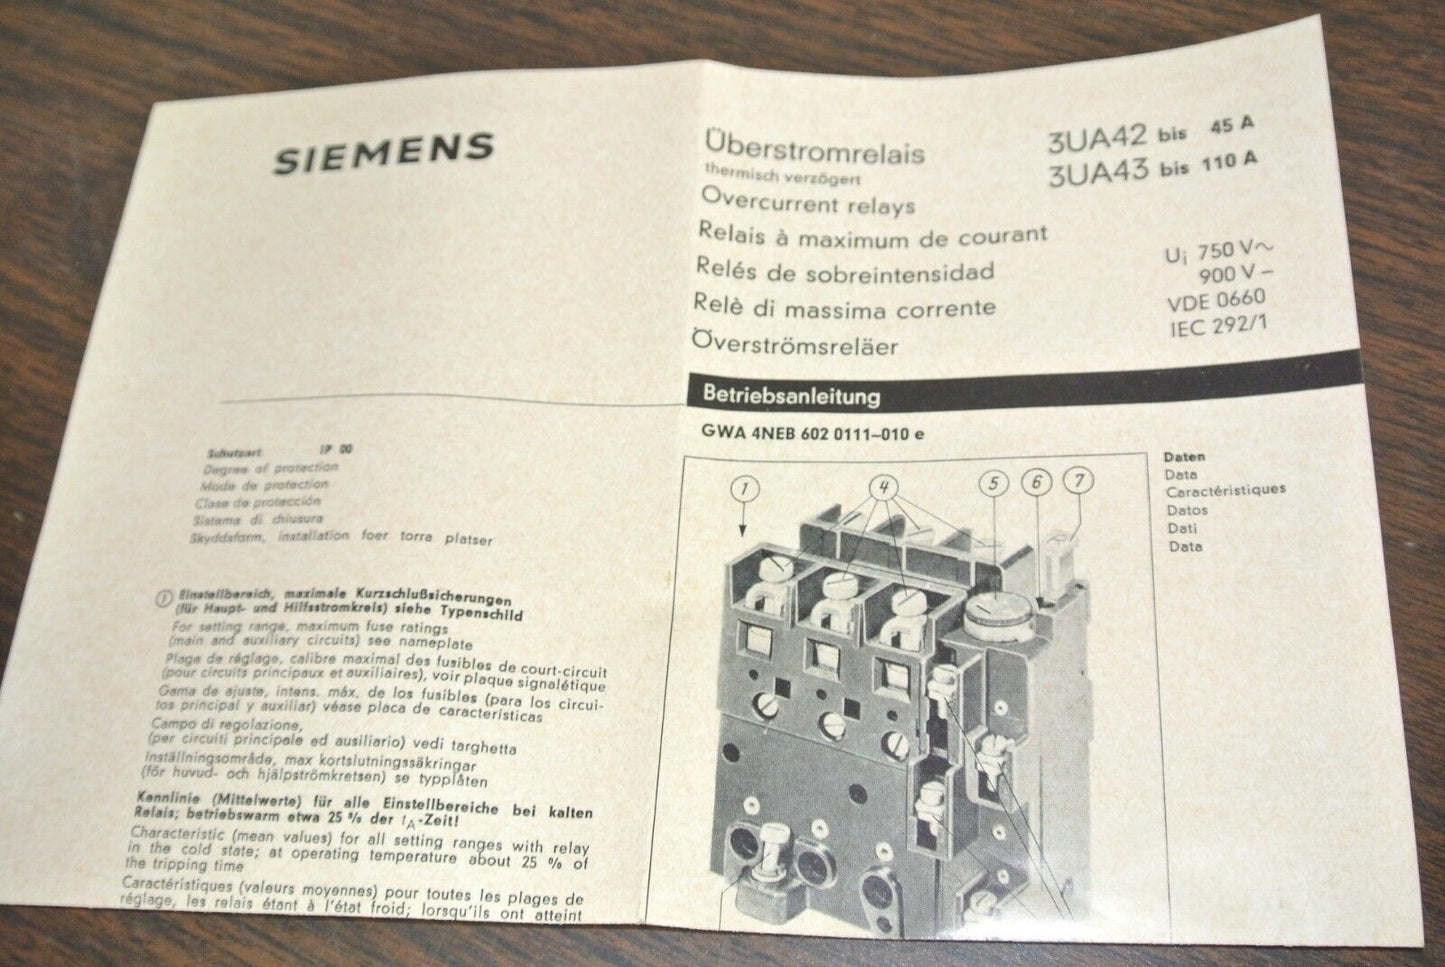 SIEMENS
Überstromrelais
thermisch verzögert
Overcurrent relays
Relais à maximum de courant
Relés de sobreintensidad
Relè di massima corrente
Överströmsreläer
3UA42 bis 45 A
3UA43 bis 110 A
Ui 750 V~
900 V –
VDE 0660
IEC 292/1
Betriebsanleitung
GWA 4NEB 602 0111–010 e
Schutzart IP 00
Degree of protection
Mode de protection
Clase de protección
Sistema di chiusura
Skyddsform, installation foer torra platser
① Einstellbereich, maximale Kurzschlußsicherungen
(für Haupt- und Hilfsstromkreis) siehe Typenschild
For setting range, maximum fuse ratings
(main and auxiliary circuits) see nameplate
Plage de réglage, calibre maximal des fusibles de court-circuit
(pour circuits principaux et auxiliaires), voir plaque signalétique
Gama de ajuste, intens. máx. de los fusibles (para los circui-
tos principal y auxiliar) véase placa de características
Campo di regolazione,
(per circuiti principale ed ausiliario) vedi targhetta
Inställningsområde, max kortslutningssäkringar
(för huvud- och hjälpströmkretsen) se typplåten
Kennlinie (Mittelwerte) für alle Einstellbereiche bei kalten
Relais; betriebswarm etwa 25 % der tA-Zeit!
Characteristic (mean values) for all setting ranges with relay
in the cold state; at operating temperature about 25 % of
the tripping time
Caractéristiques (valeurs moyennes) pour toutes les plages de
réglage, les relais étant à l'état froid; lorsqu'ils ont atteint
1
4
5
6
7
Daten
Data
Caractéristiques
Datos
Dati
Data